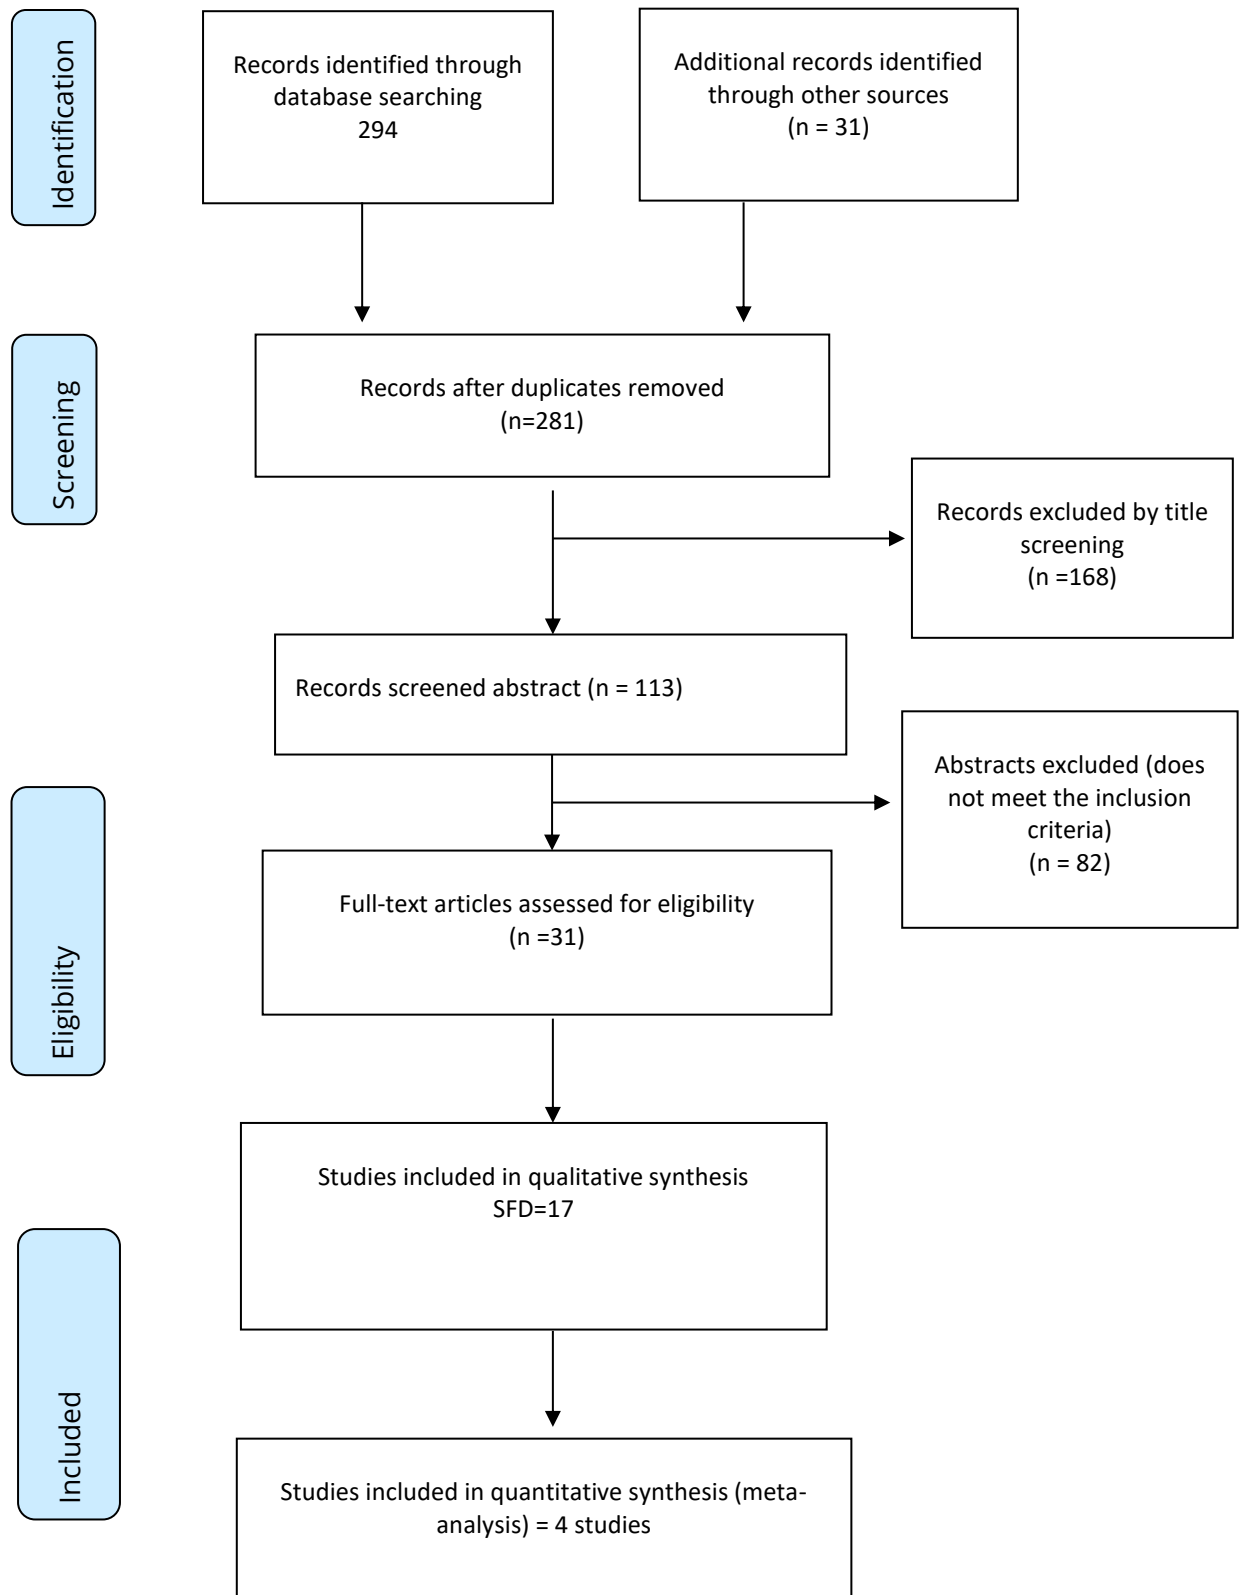 Identification
Records identified through
database searching
294
Additional records identified
through other sources
(n = 31)
Screening
Records after duplicates removed
(n=281)
Records excluded by title
screening
(n =168)
Records screened abstract (n = 113)
Abstracts excluded (does
not meet the inclusion
criteria)
(n = 82)
Eligibility
Full-text articles assessed for eligibility
(n =31)
Studies included in qualitative synthesis
SFD=17
Included
Studies included in quantitative synthesis (meta-
analysis) = 4 studies